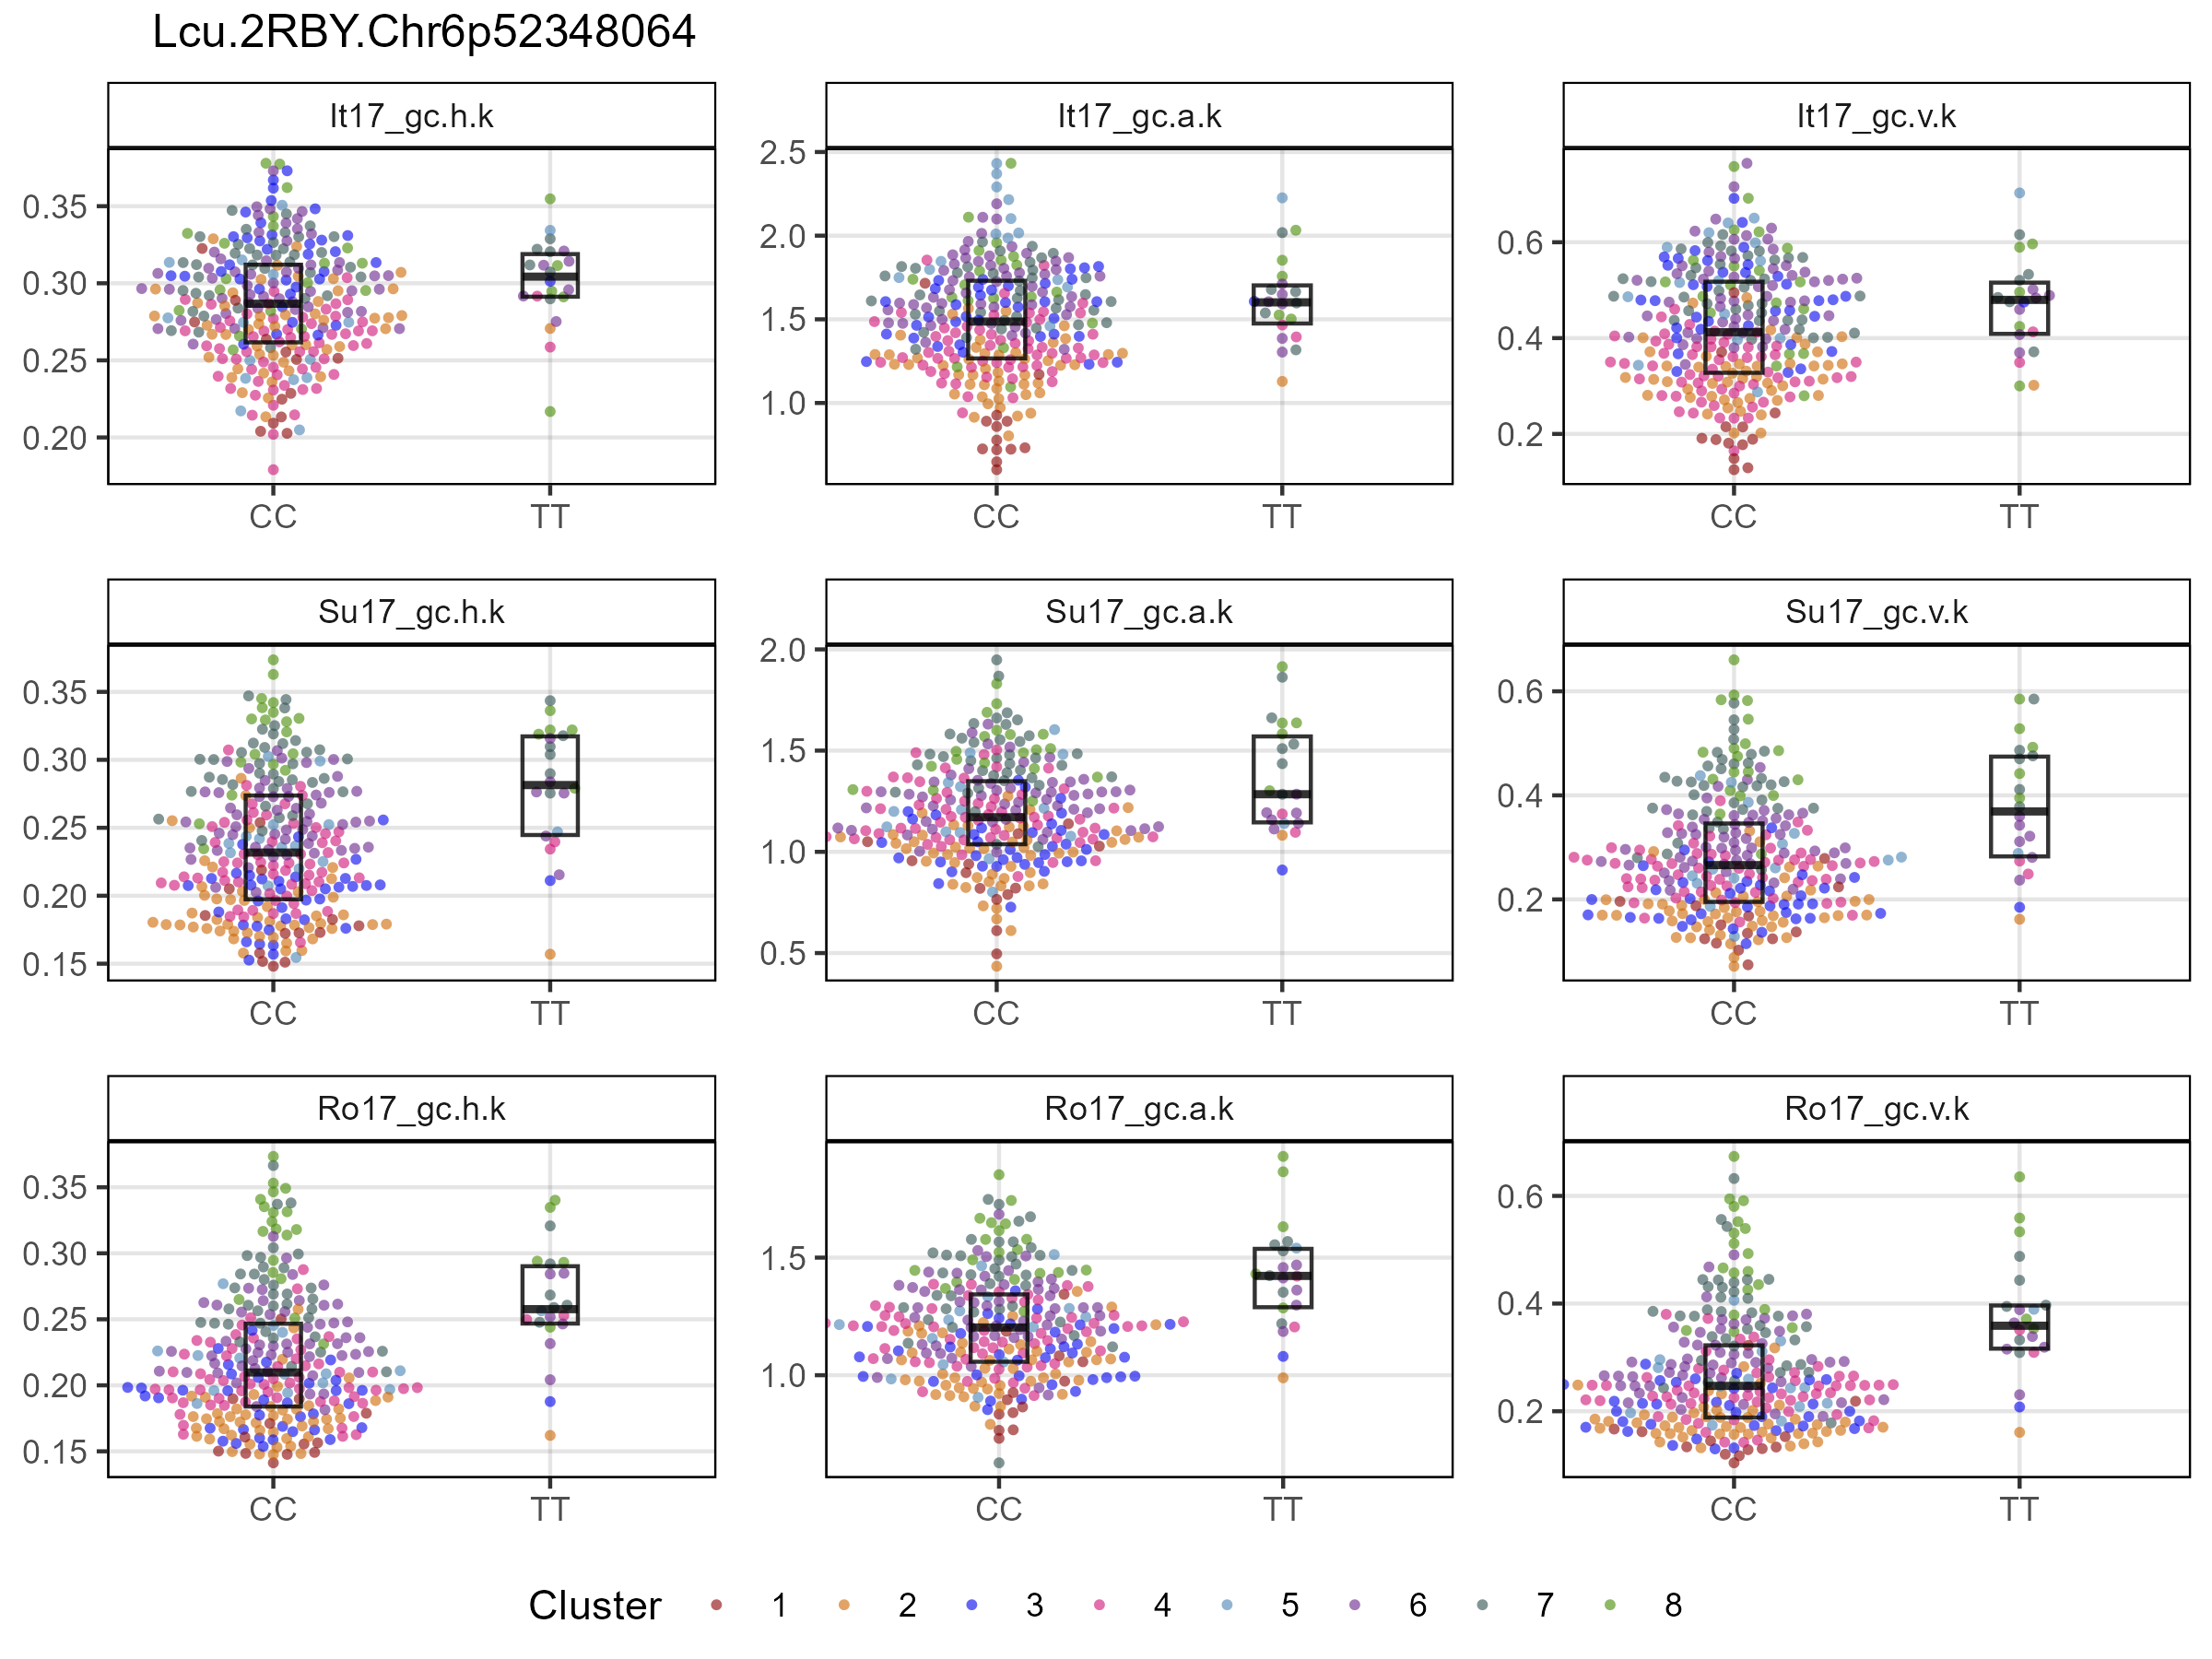 Lcu.2RBY.Chr6p52348064
It17_gc.h.k
It17_gc.a.k
It17_gc.v.k
0.35
0.30
0.25
0.20
CC
TT
2.5
2.0
1.5
1.0
CC
TT
0.6
0.4
0.2
CC
TT
Su17_gc.h.k
Su17_gc.a.k
Su17_gc.v.k
0.35
0.30
0.25
0.20
0.15
CC
TT
2.0
1.5
1.0
0.5
CC
TT
0.6
0.4
0.2
CC
TT
Ro17_gc.h.k
Ro17_gc.a.k
Ro17_gc.v.k
0.35
0.30
0.25
0.20
0.15
CC
TT
1.5
1.0
CC
TT
0.6
0.4
0.2
CC
TT
Cluster 1 2 3 4 5 6 7 8